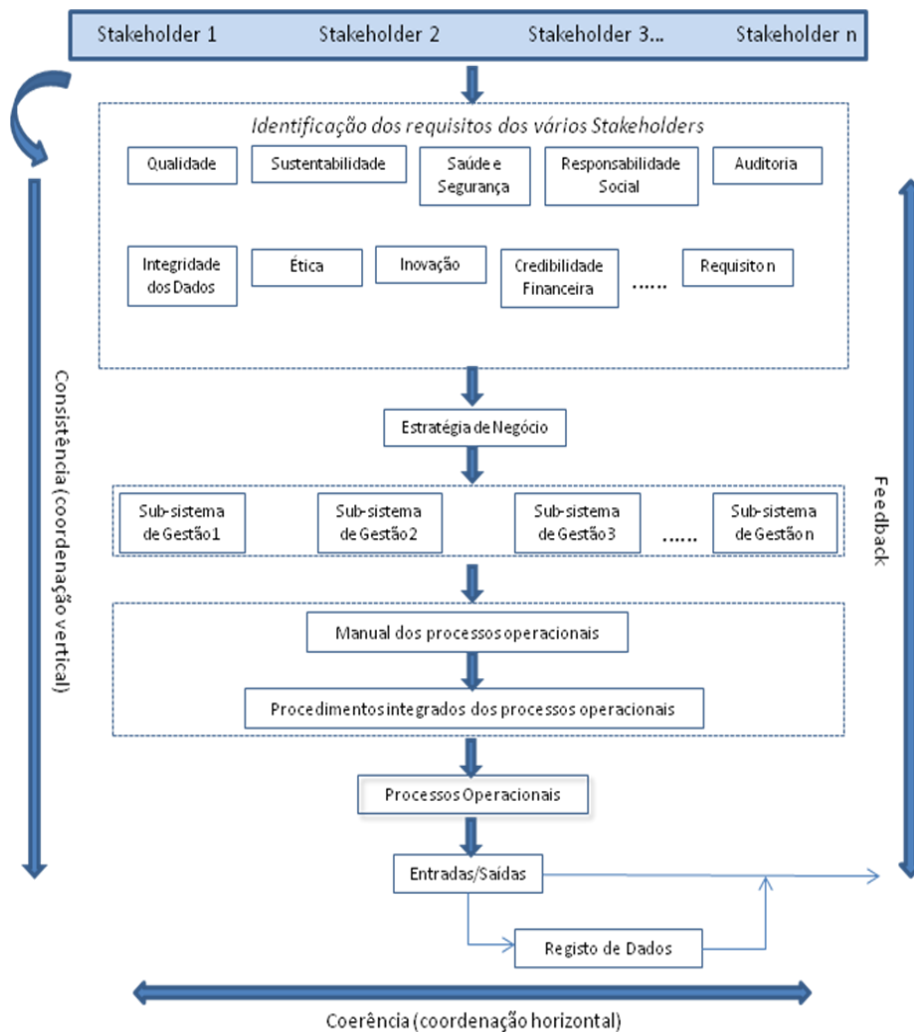 Stakeholder 1 Stakeholder 2 Stakeholder 3... Stakeholder n
Identificação dos requisitos dos vários Stakeholders
Qualidade
Sustentabilidade
Saúde e
Segurança
Responsabilidade
Social
Auditoria
Integridade
dos Dados
Ética
Inovação
Credibilidade
Financeira
......
Requisito n
Estratégia de Negócio
Sub-sistema
de Gestão1
Sub-sistema
de Gestão2
Sub-sistema
de Gestão3
......
Sub-sistema
de Gestão n
Manual dos processos operacionais
Procedimentos integrados dos processos operacionais
Processos Operacionais
Entradas/Saídas
Registo de Dados
Consistência (coordenação vertical)
Feedback
Coerência (coordenação horizontal)